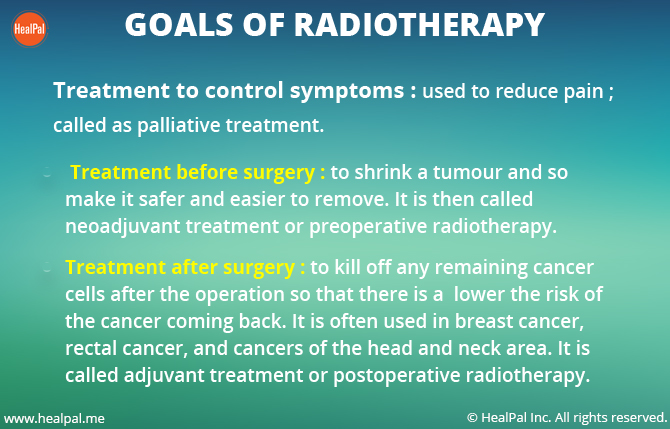 HealPal
GOALS OF RADIOTHERAPY
Treatment to control symptoms : used to reduce pain ;
called as palliative treatment.
Treatment before surgery : to shrink a tumour and so
make it safer and easier to remove. It is then called
neoadjuvant treatment or preoperative radiotherapy.
Treatment after surgery : to kill off any remaining cancer
cells after the operation so that there is a  lower the risk of
the cancer coming back. It is often used in breast cancer,
rectal cancer, and cancers of the head and neck area. It is
called adjuvant treatment or postoperative radiotherapy.
www.healpal.me
© HealPal Inc. All rights reserved.